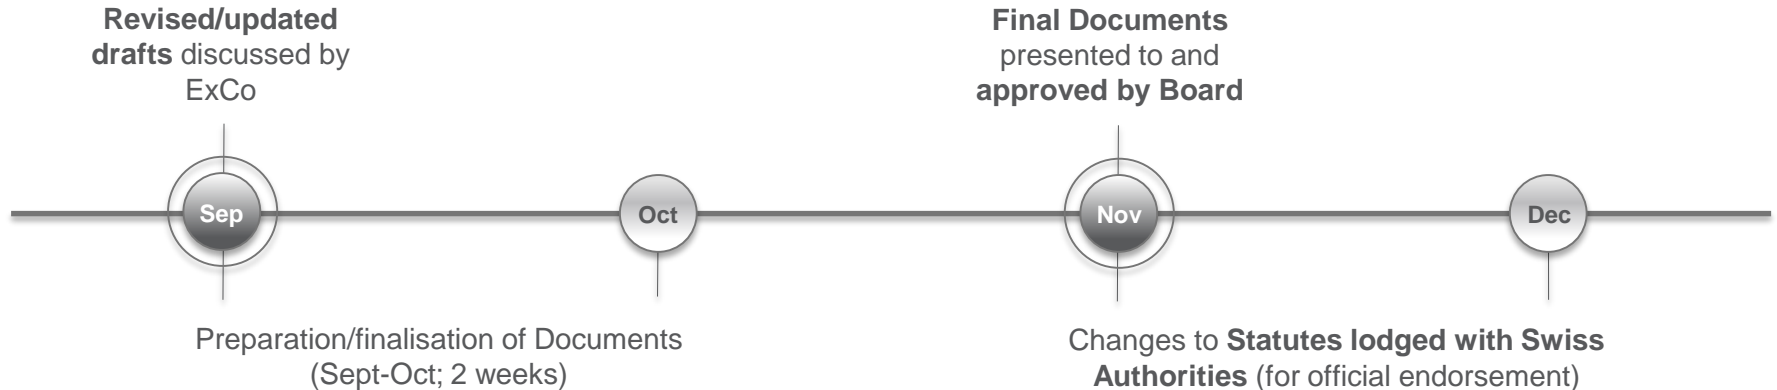 Revised/updated
drafts discussed by
ExCo
Final Documents
presented to and
approved by Board
Sep
Oct
Nov
Dec
Preparation/finalisation of Documents
(Sept-Oct; 2 weeks)
Changes to Statutes lodged with Swiss
Authorities (for official endorsement)